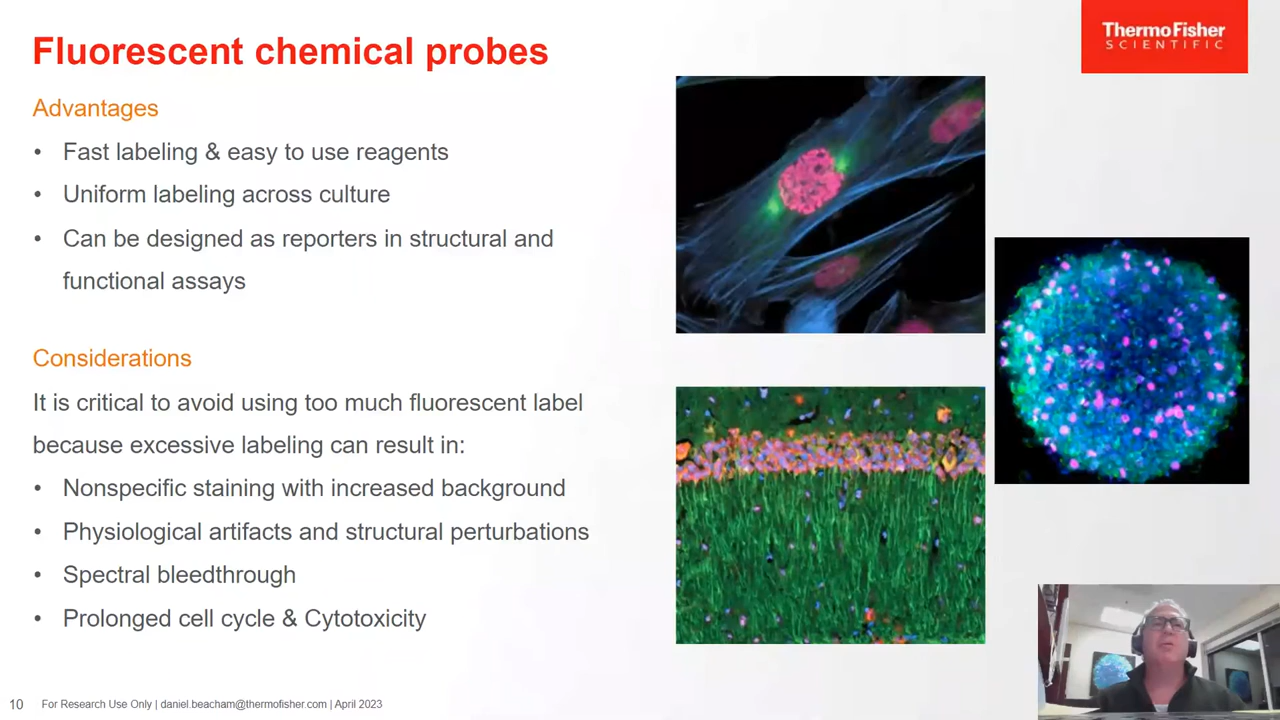 Fluorescent chemical probes
ThermoFisher
SCIENTIFIC
Advantages
• Fast labeling & easy to use reagents
• Uniform labeling across culture
• Can be designed as reporters in structural and
functional assays
Considerations
It is critical to avoid using too much fluorescent label
because excessive labeling can result in:
• Nonspecific staining with increased background
• Physiological artifacts and structural perturbations
• Spectral bleedthrough
• Prolonged cell cycle & Cytotoxicity
10 For Research Use Only | daniel.beacham@thermofisher.com | April 2023